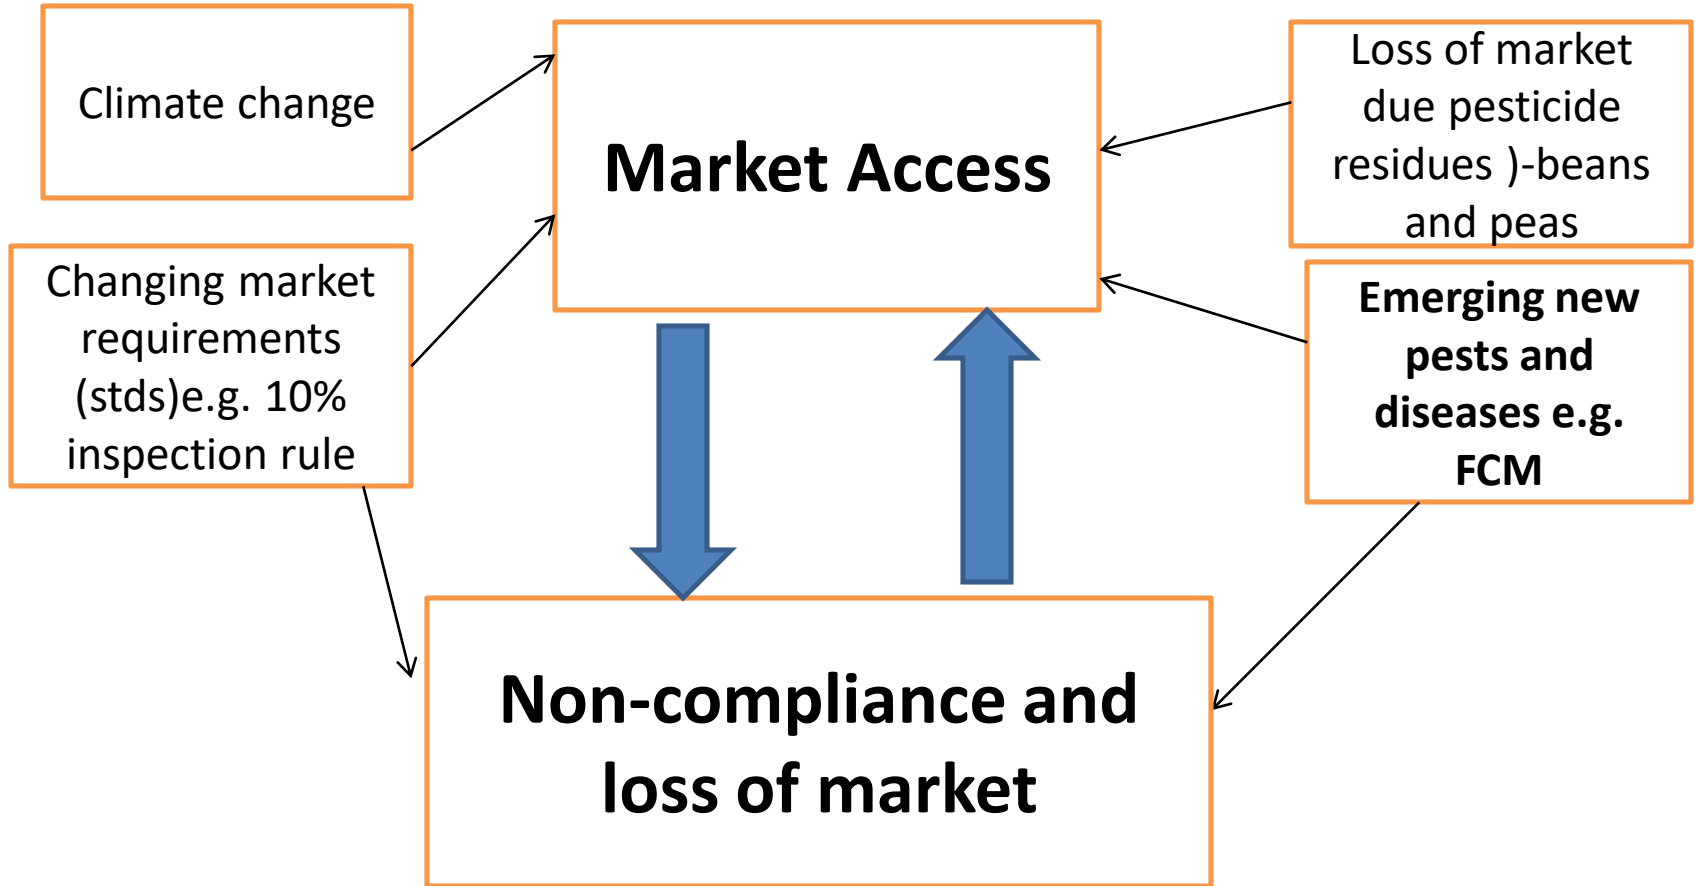 Climate change
Market Access
Loss of market
due pesticide
residues )-beans
and peas
Changing market
requirements
(stds)e.g. 10%
inspection rule
Emerging new
pests and
diseases e.g.
FCM
Non-compliance and
loss of market